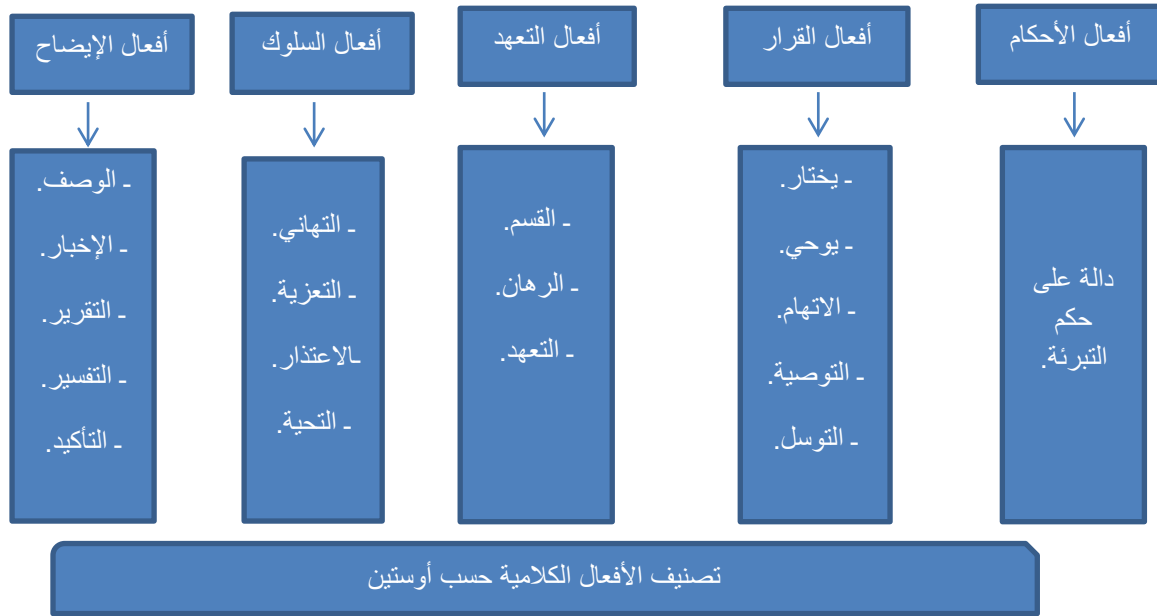 أفعال الأحكام
دالة على
حكم
التبرئة.
أفعال القرار
ـ يختار.
ـ يوحي.
ـ الاتهام.
ـ التوصية.
ـ التوسل.
أفعال التعهد
ـ القسم.
ـ الرهان.
ـ التعهد.
أفعال السلوك
ـ التهاني.
ـ التعزية.
ـالاعتذار.
ـ التحية.
أفعال الإيضاح
ـ الوصف.
ـ الإخبار.
ـ التقرير.
ـ التفسير.
ـ التأكيد.
تصنيف الأفعال الكلامية حسب أوستين